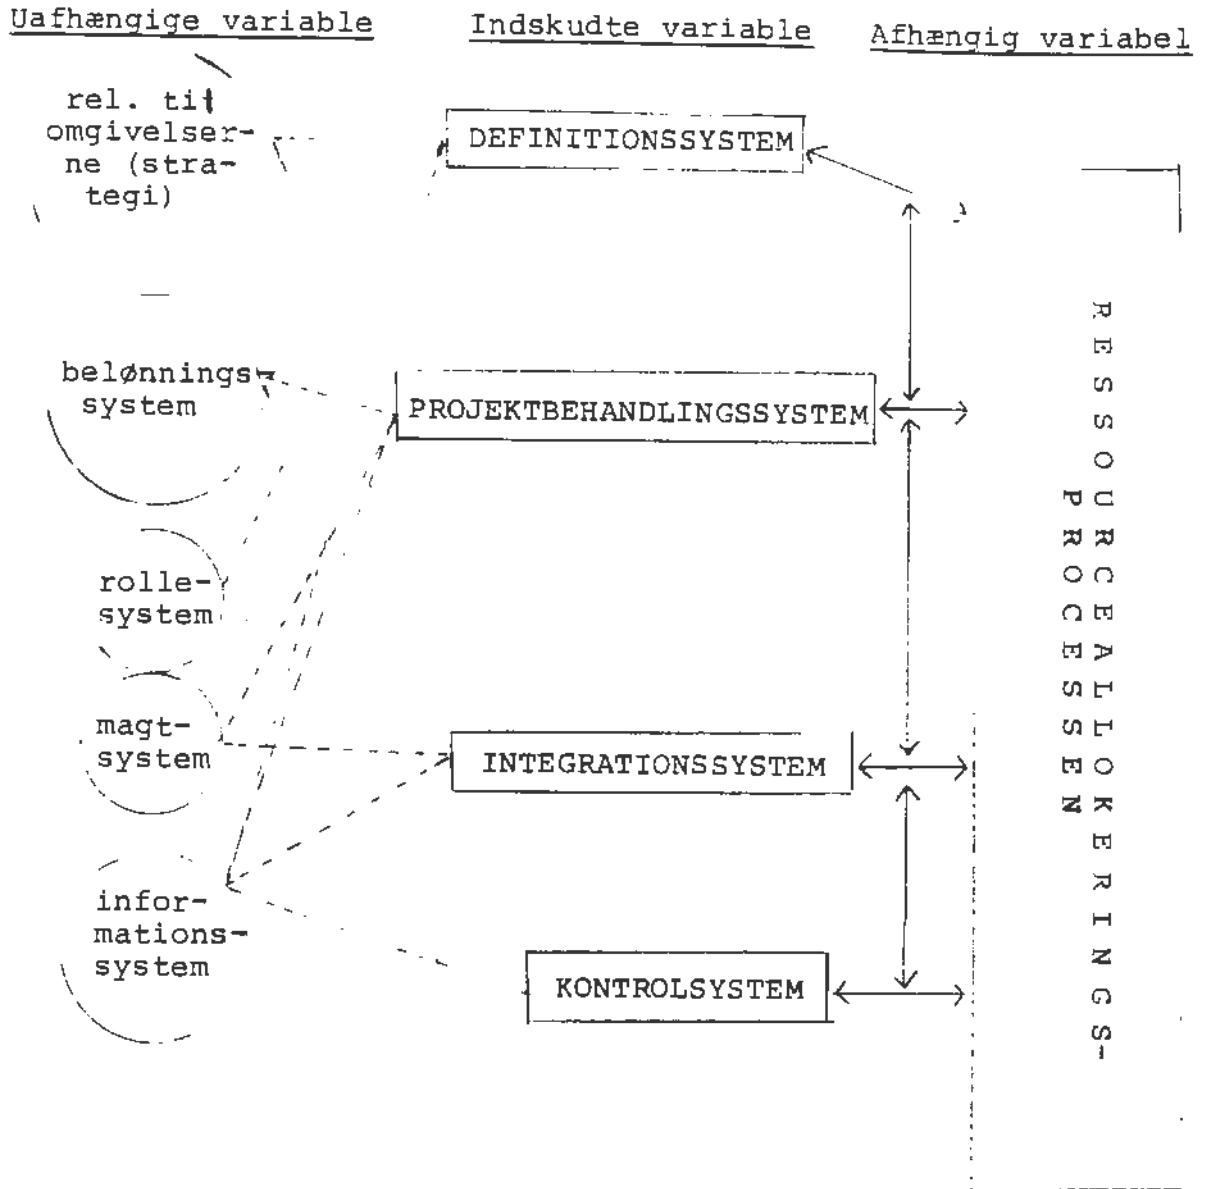 Uafhængige variable
Indskudte variable
Afhængig variabel
rel. til
omgivelser-
ne (stra-
tegi)
DEFINITIONSSYSTEM
belønnings-
system
PROJEKTBEHANDLINGSSYSTEM
rolle-
system
magt-
system
INTEGRATIONSSYSTEM
infor-
mations-
system
KONTROLSYSTEM
RESSOURCEALLOKERINGS-
PROCESSEN